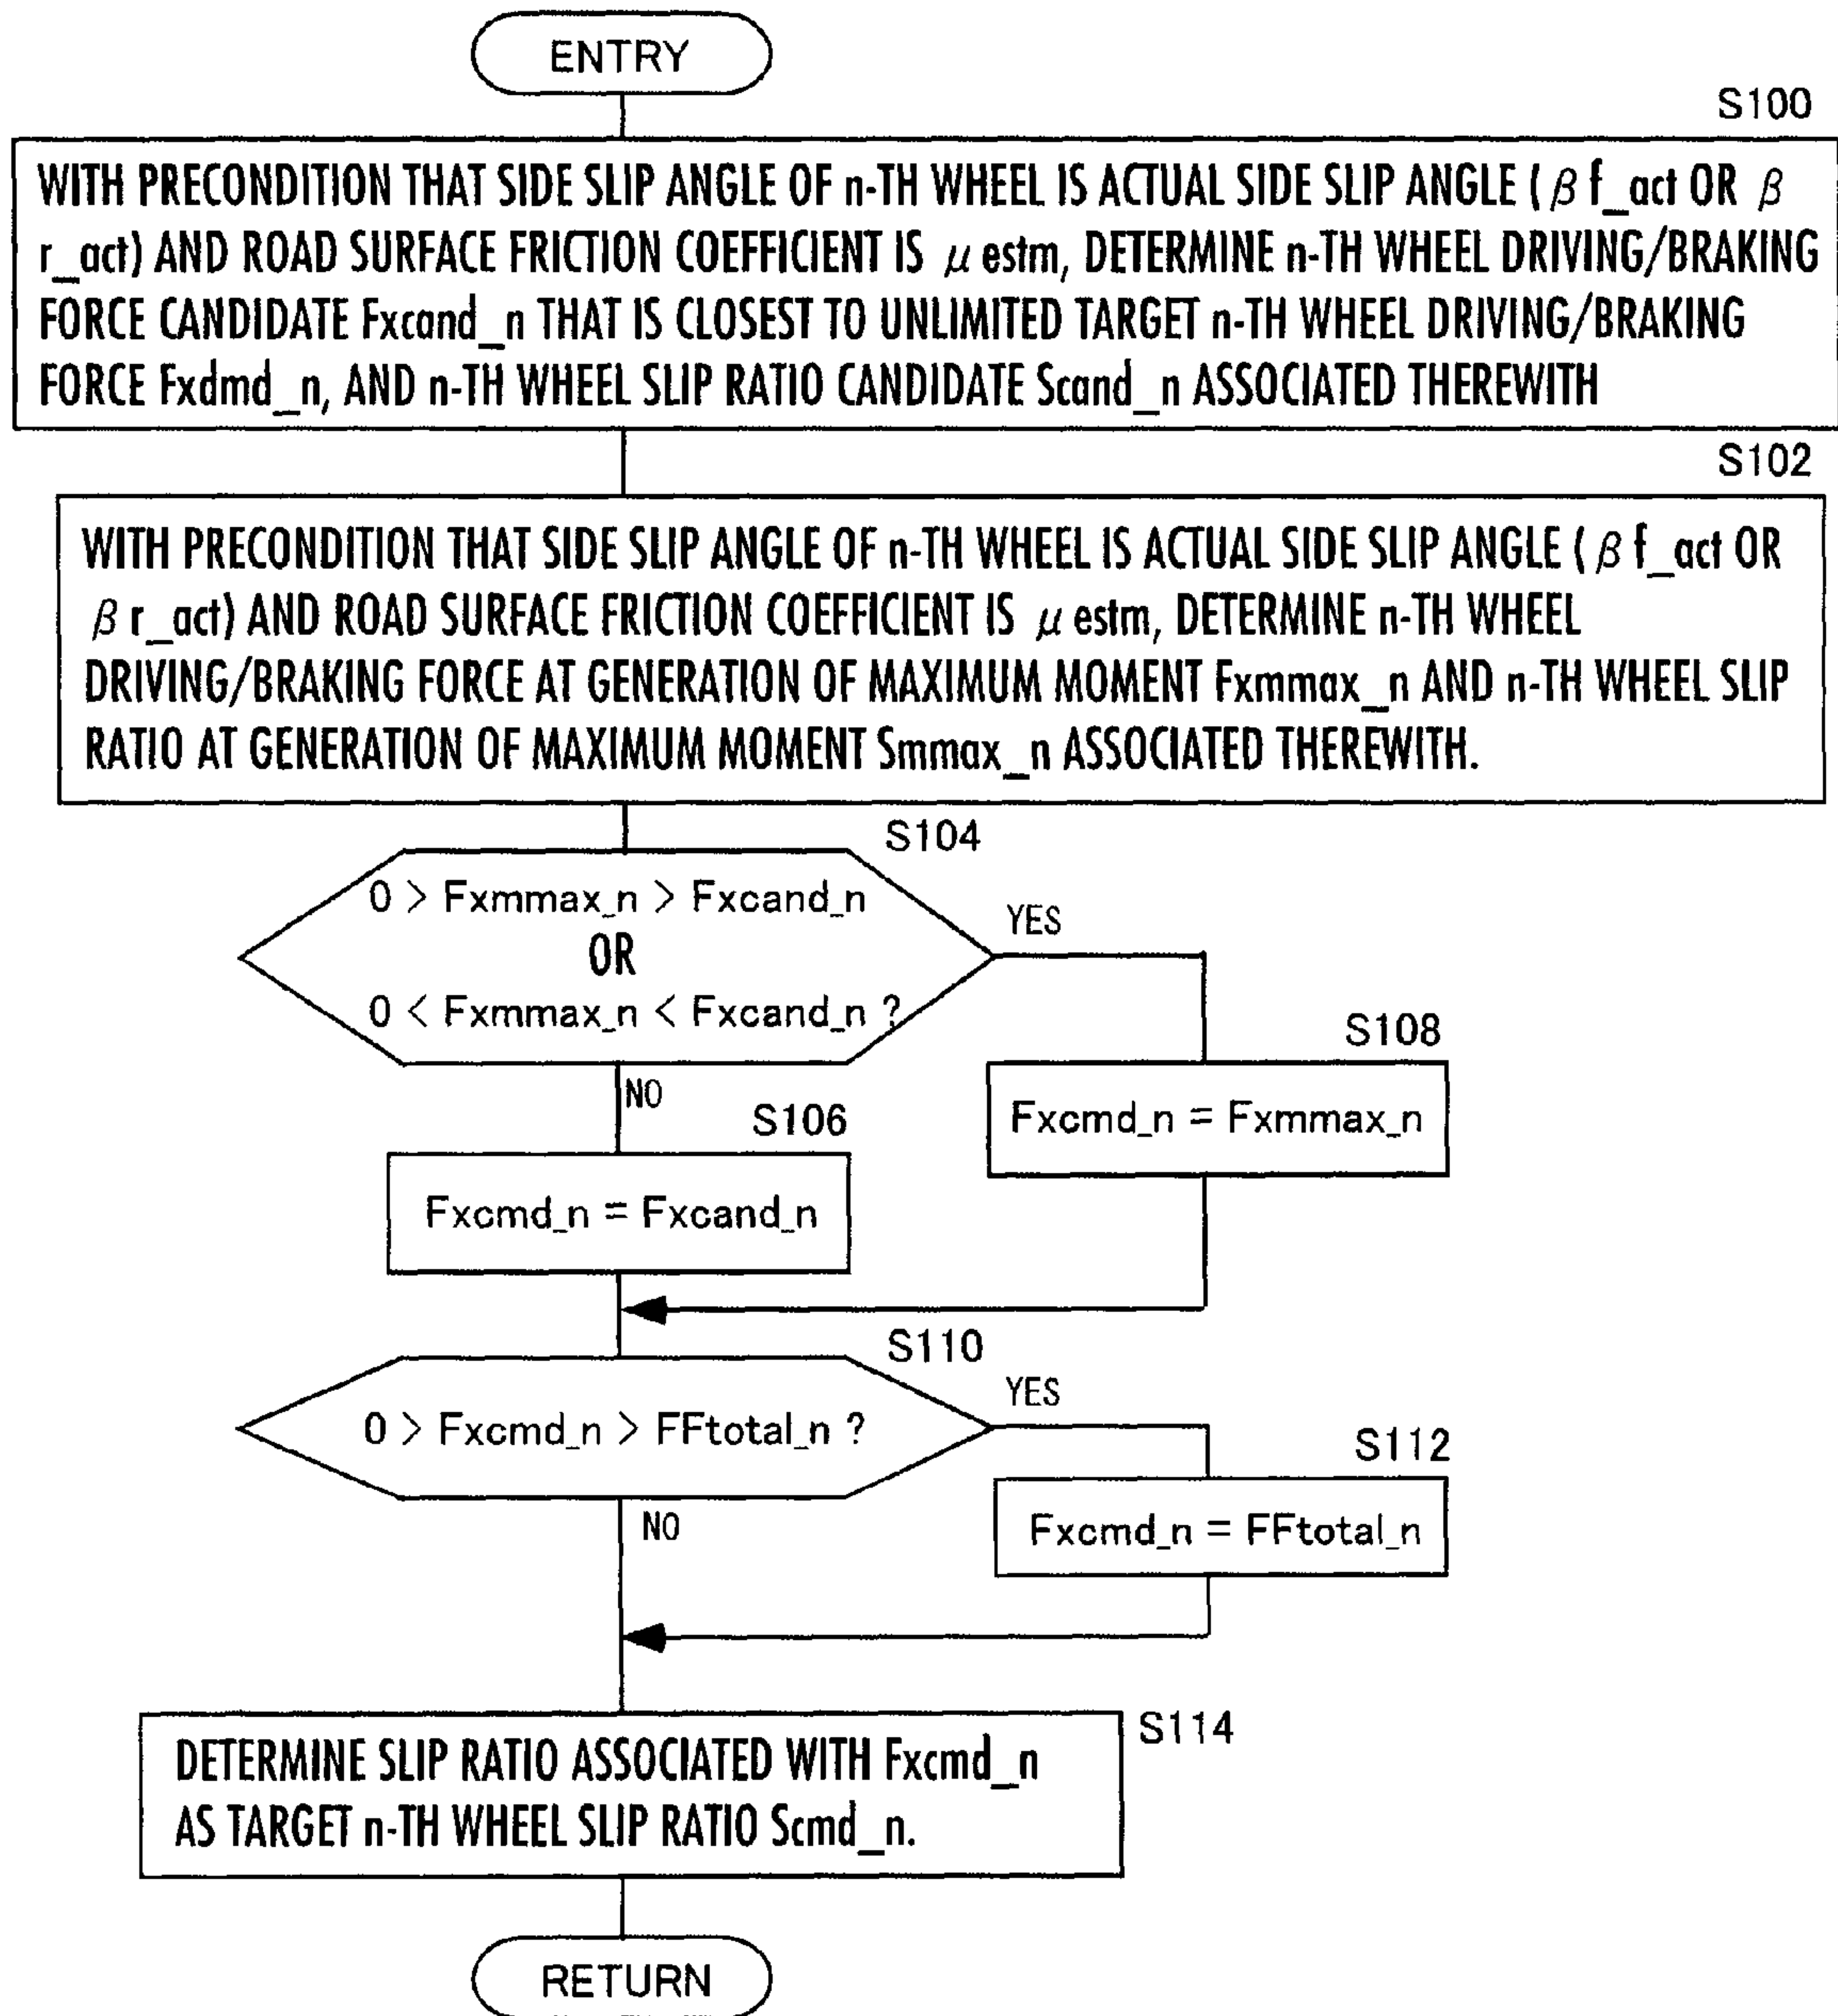 ENTRY
S100
WITH PRECONDITION THAT SIDE SLIP ANGLE OF n-TH WHEEL IS ACTUAL SIDE SLIP ANGLE ( β f_act OR β
r_act) AND ROAD SURFACE FRICTION COEFFICIENT IS μ estm, DETERMINE n-TH WHEEL DRIVING/BRAKING
FORCE CANDIDATE Fxcand_n THAT IS CLOSEST TO UNLIMITED TARGET n-TH WHEEL DRIVING/BRAKING
FORCE Fxdmd_n, AND n-TH WHEEL SLIP RATIO CANDIDATE Scand_n ASSOCIATED THEREWITH
S102
WITH PRECONDITION THAT SIDE SLIP ANGLE OF n-TH WHEEL IS ACTUAL SIDE SLIP ANGLE ( β f_act OR
β r_act) AND ROAD SURFACE FRICTION COEFFICIENT IS μ estm, DETERMINE n-TH WHEEL
DRIVING/BRAKING FORCE AT GENERATION OF MAXIMUM MOMENT Fxmmax_n AND n-TH WHEEL SLIP
RATIO AT GENERATION OF MAXIMUM MOMENT Smmax_n ASSOCIATED THEREWITH.
S104
0 > Fxmmax_n > Fxcand_n
OR
0 < Fxmmax_n < Fxcand_n ?
YES
NO
S108
Fxcmd_n = Fxmmax_n
S106
Fxcmd_n = Fxcand_n
S110
0 > Fxcmd_n > FFtotal_n ?
YES
NO
S112
Fxcmd_n = FFtotal_n
S114
DETERMINE SLIP RATIO ASSOCIATED WITH Fxcmd_n
AS TARGET n-TH WHEEL SLIP RATIO Scmd_n.
RETURN